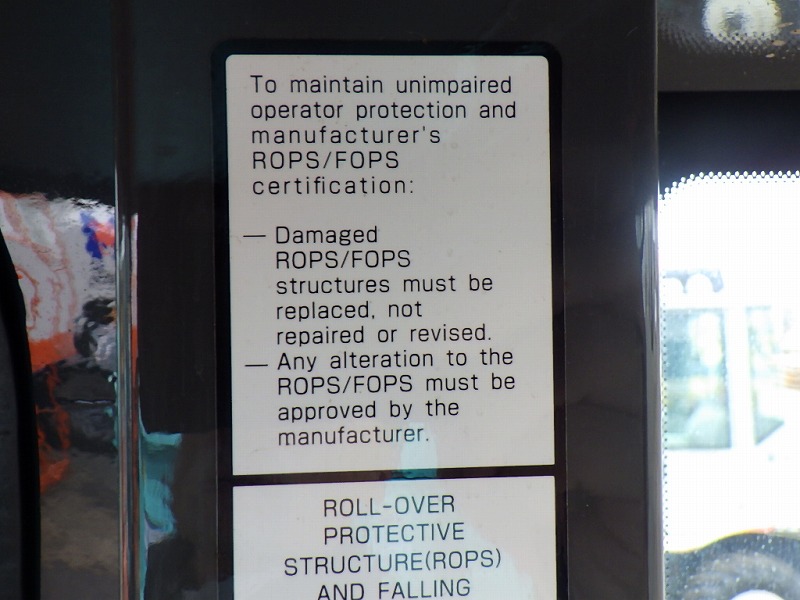 To maintain unimpaired
operator protection and
manufacturer's
ROPS/FOPS
certification:
— Damaged
ROPS/FOPS
structures must be
replaced, not
repaired or revised.
— Any alteration to the
ROPS/FOPS must be
approved by the
manufacturer.
ROLL-OVER
PROTECTIVE
STRUCTURE(ROPS)
AND FALLING